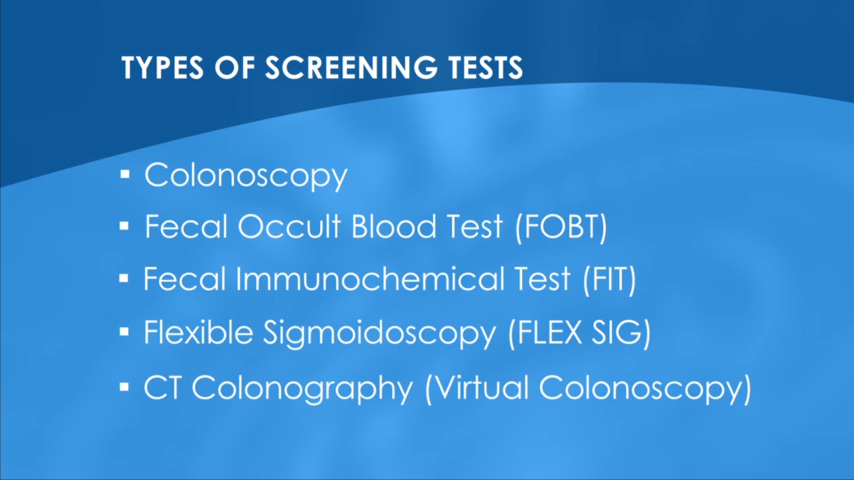 TYPES OF SCREENING TESTS
▪ Colonoscopy
▪ Fecal Occult Blood Test (FOBT)
▪ Fecal Immunochemical Test (FIT)
▪ Flexible Sigmoidoscopy (FLEX SIG)
▪ CT Colonography (Virtual Colonoscopy)